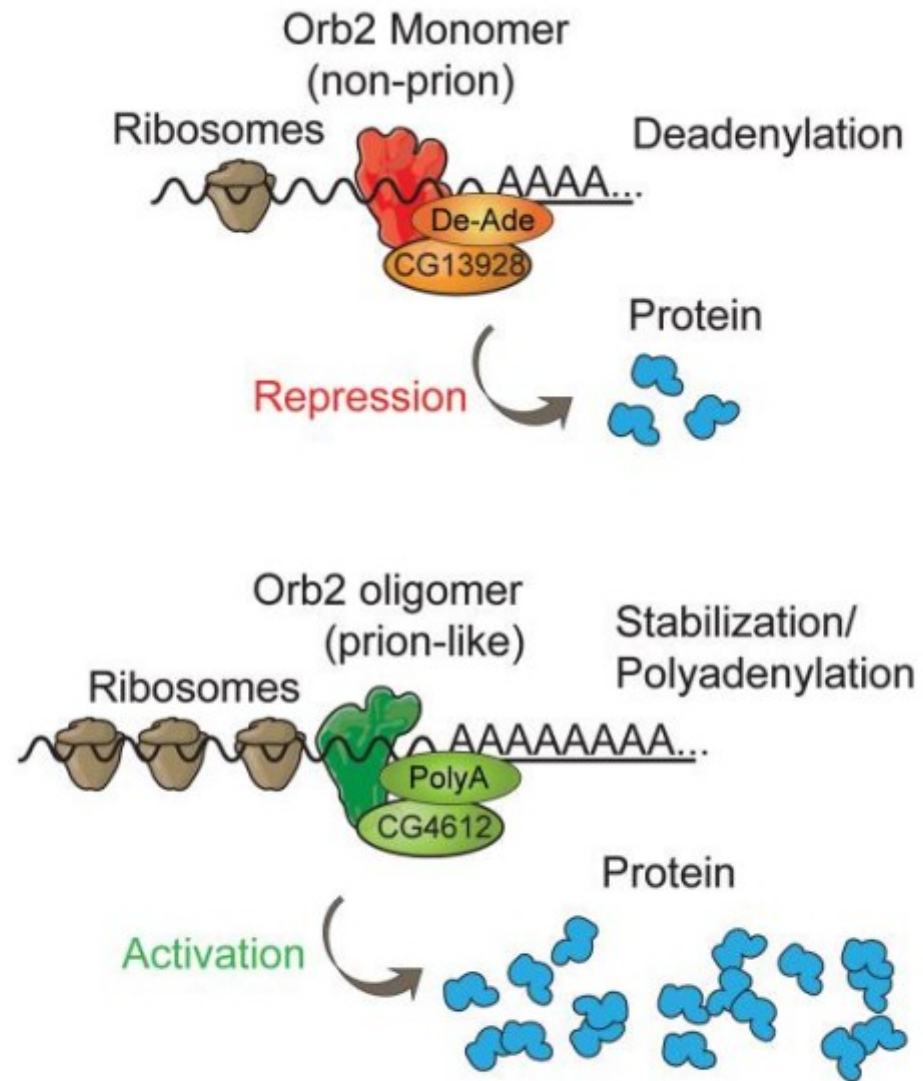 Orb2 Monomer
(non-prion)
Ribosomes
Deadenylation
AAAA...
De-Ade
CG13928
Protein
Repression
Orb2 oligomer
(prion-like)
Stabilization/
Polyadenylation
Ribosomes
AAAAAAAA...
PolyA
CG4612
Protein
Activation